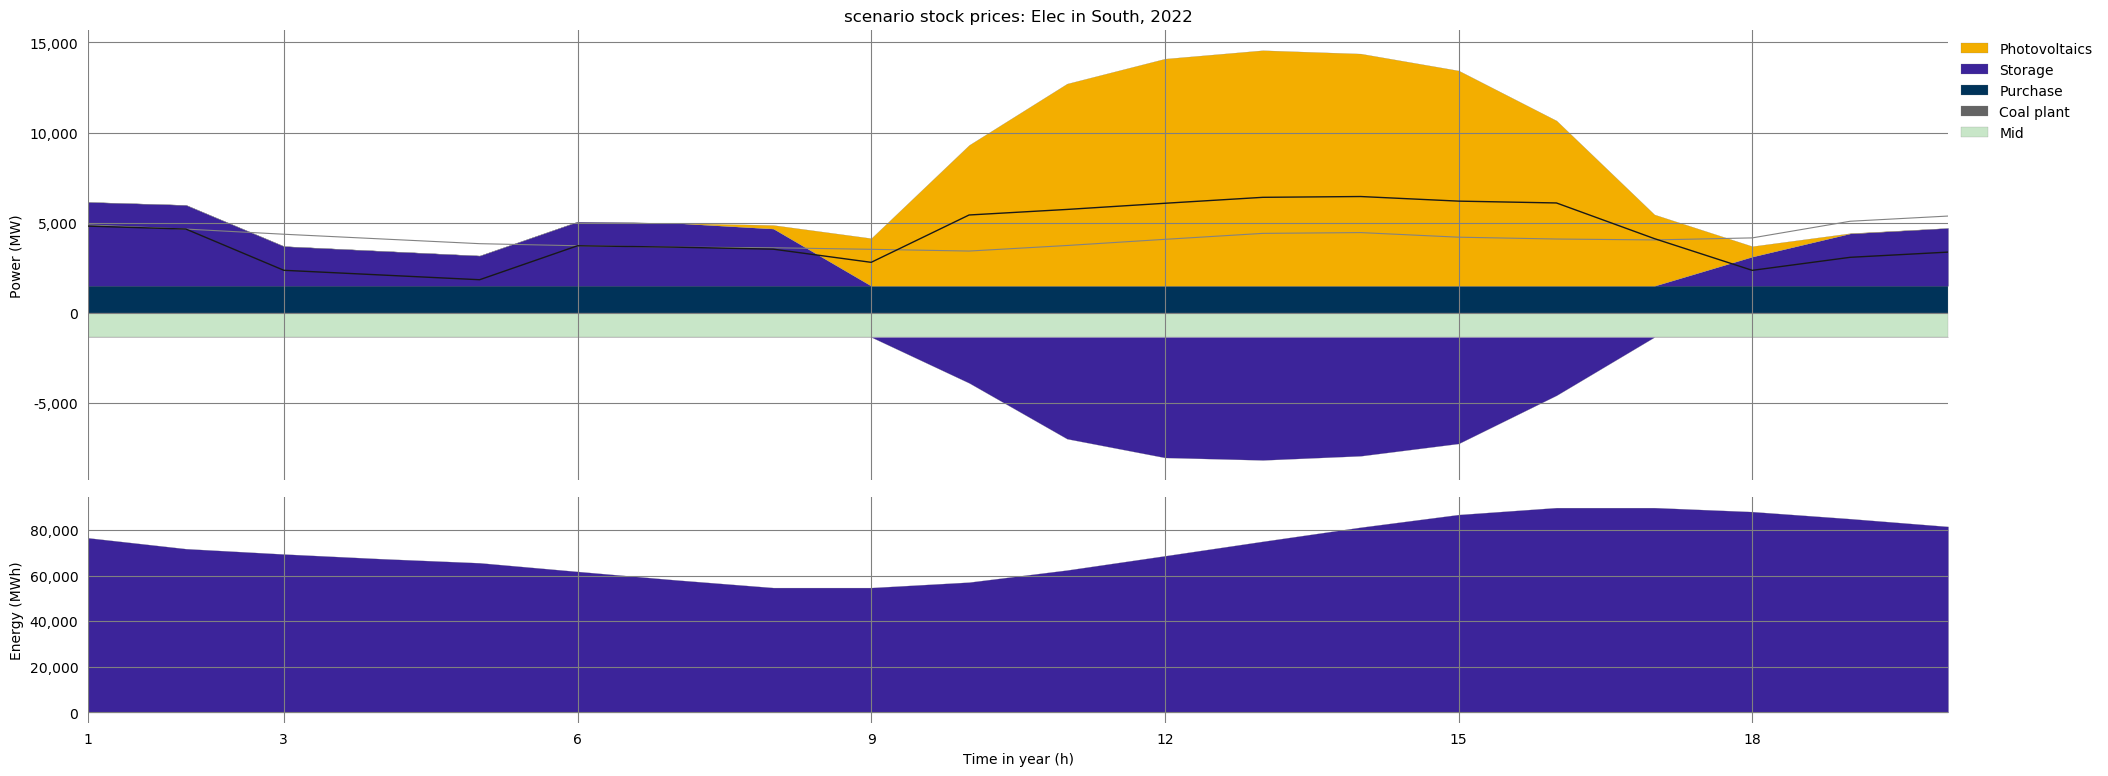 scenario stock prices: Elec in South, 2022
Power (MW)
15,000
10,000
5,000
0
-5,000
Photovoltaics
Storage
Purchase
Coal plant
Mid
Energy (MWh)
80,000
60,000
40,000
20,000
0
1 3 6 9 12 15 18
Time in year (h)